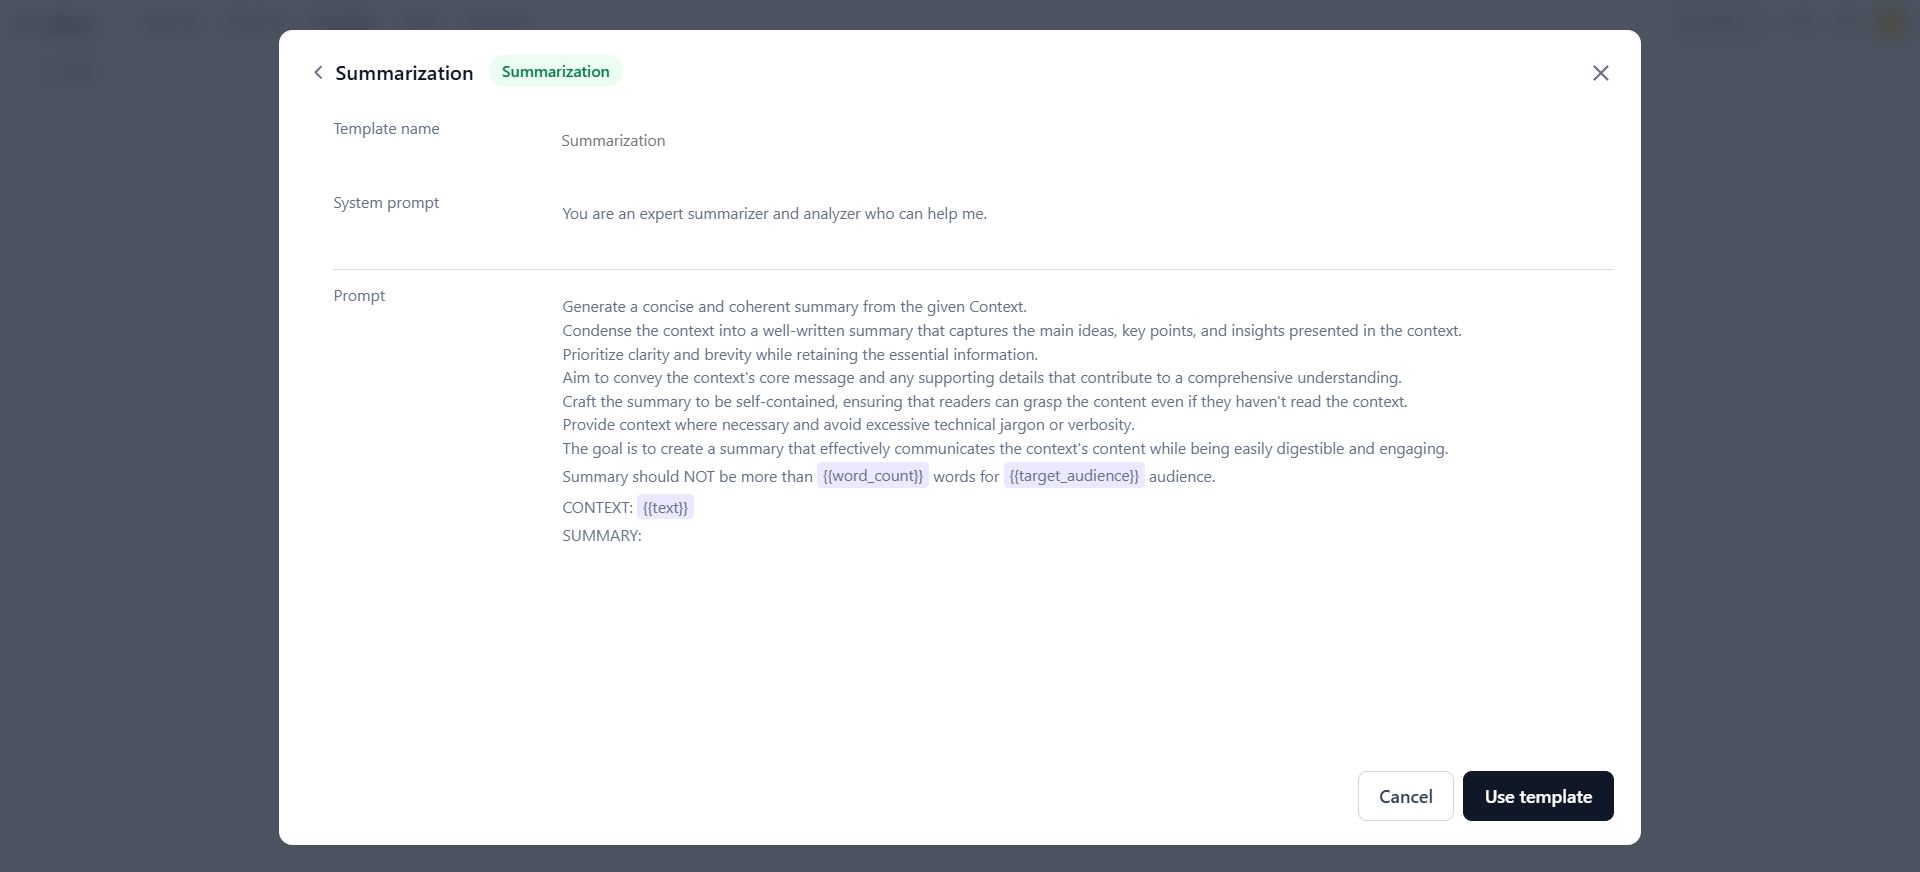 Summarization Summarization
Template name
Summarization
System prompt
You are an expert summarizer and analyzer who can help me.
Prompt
Generate a concise and coherent summary from the given Context.
Condense the context into a well-written summary that captures the main ideas, key points, and insights presented in the context.
Prioritize clarity and brevity while retaining the essential information.
Aim to convey the context's core message and any supporting details that contribute to a comprehensive understanding.
Craft the summary to be self-contained, ensuring that readers can grasp the content even if they haven't read the context.
Provide context where necessary and avoid excessive technical jargon or verbosity.
The goal is to create a summary that effectively communicates the context's content while being easily digestible and engaging.
Summary should NOT be more than {{word_count}} words for {{target_audience}} audience.
CONTEXT: {{text}}
SUMMARY:
Cancel Use template